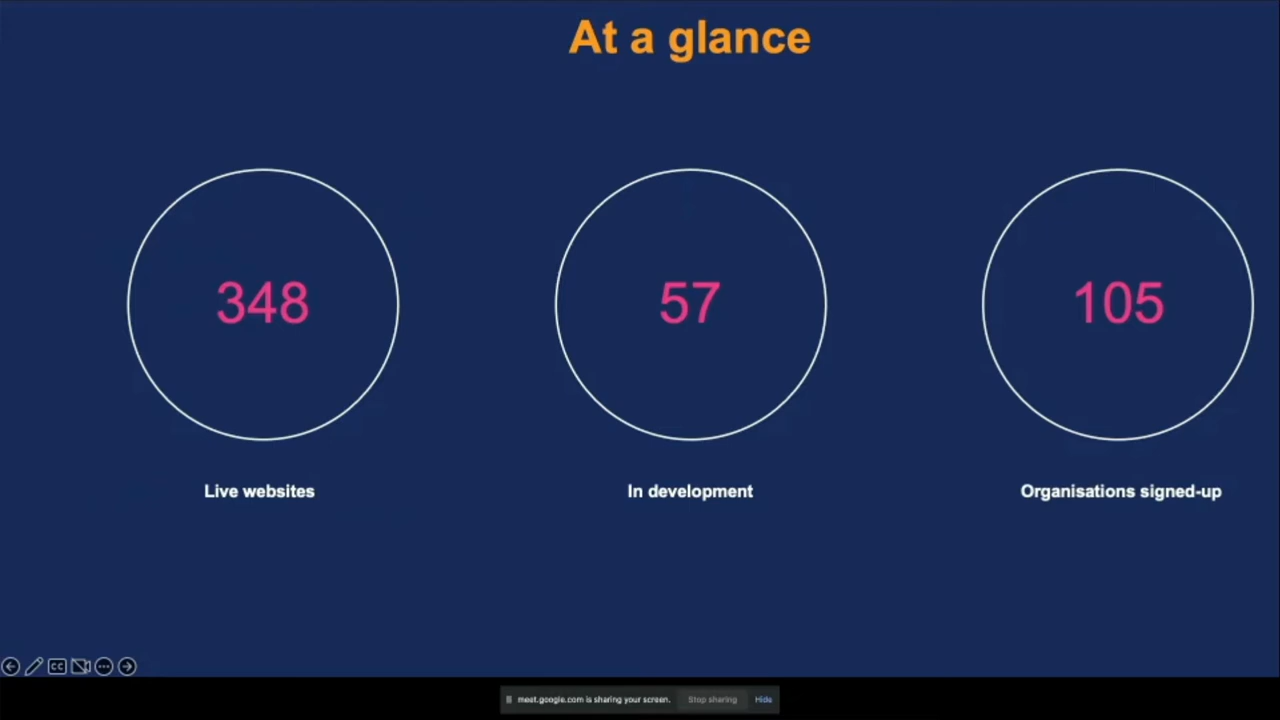 At a glance
348
57
105
Live websites
In development
Organisations signed-up
CC
meet.google.com is sharing your screen.
Stop sharing
Hide